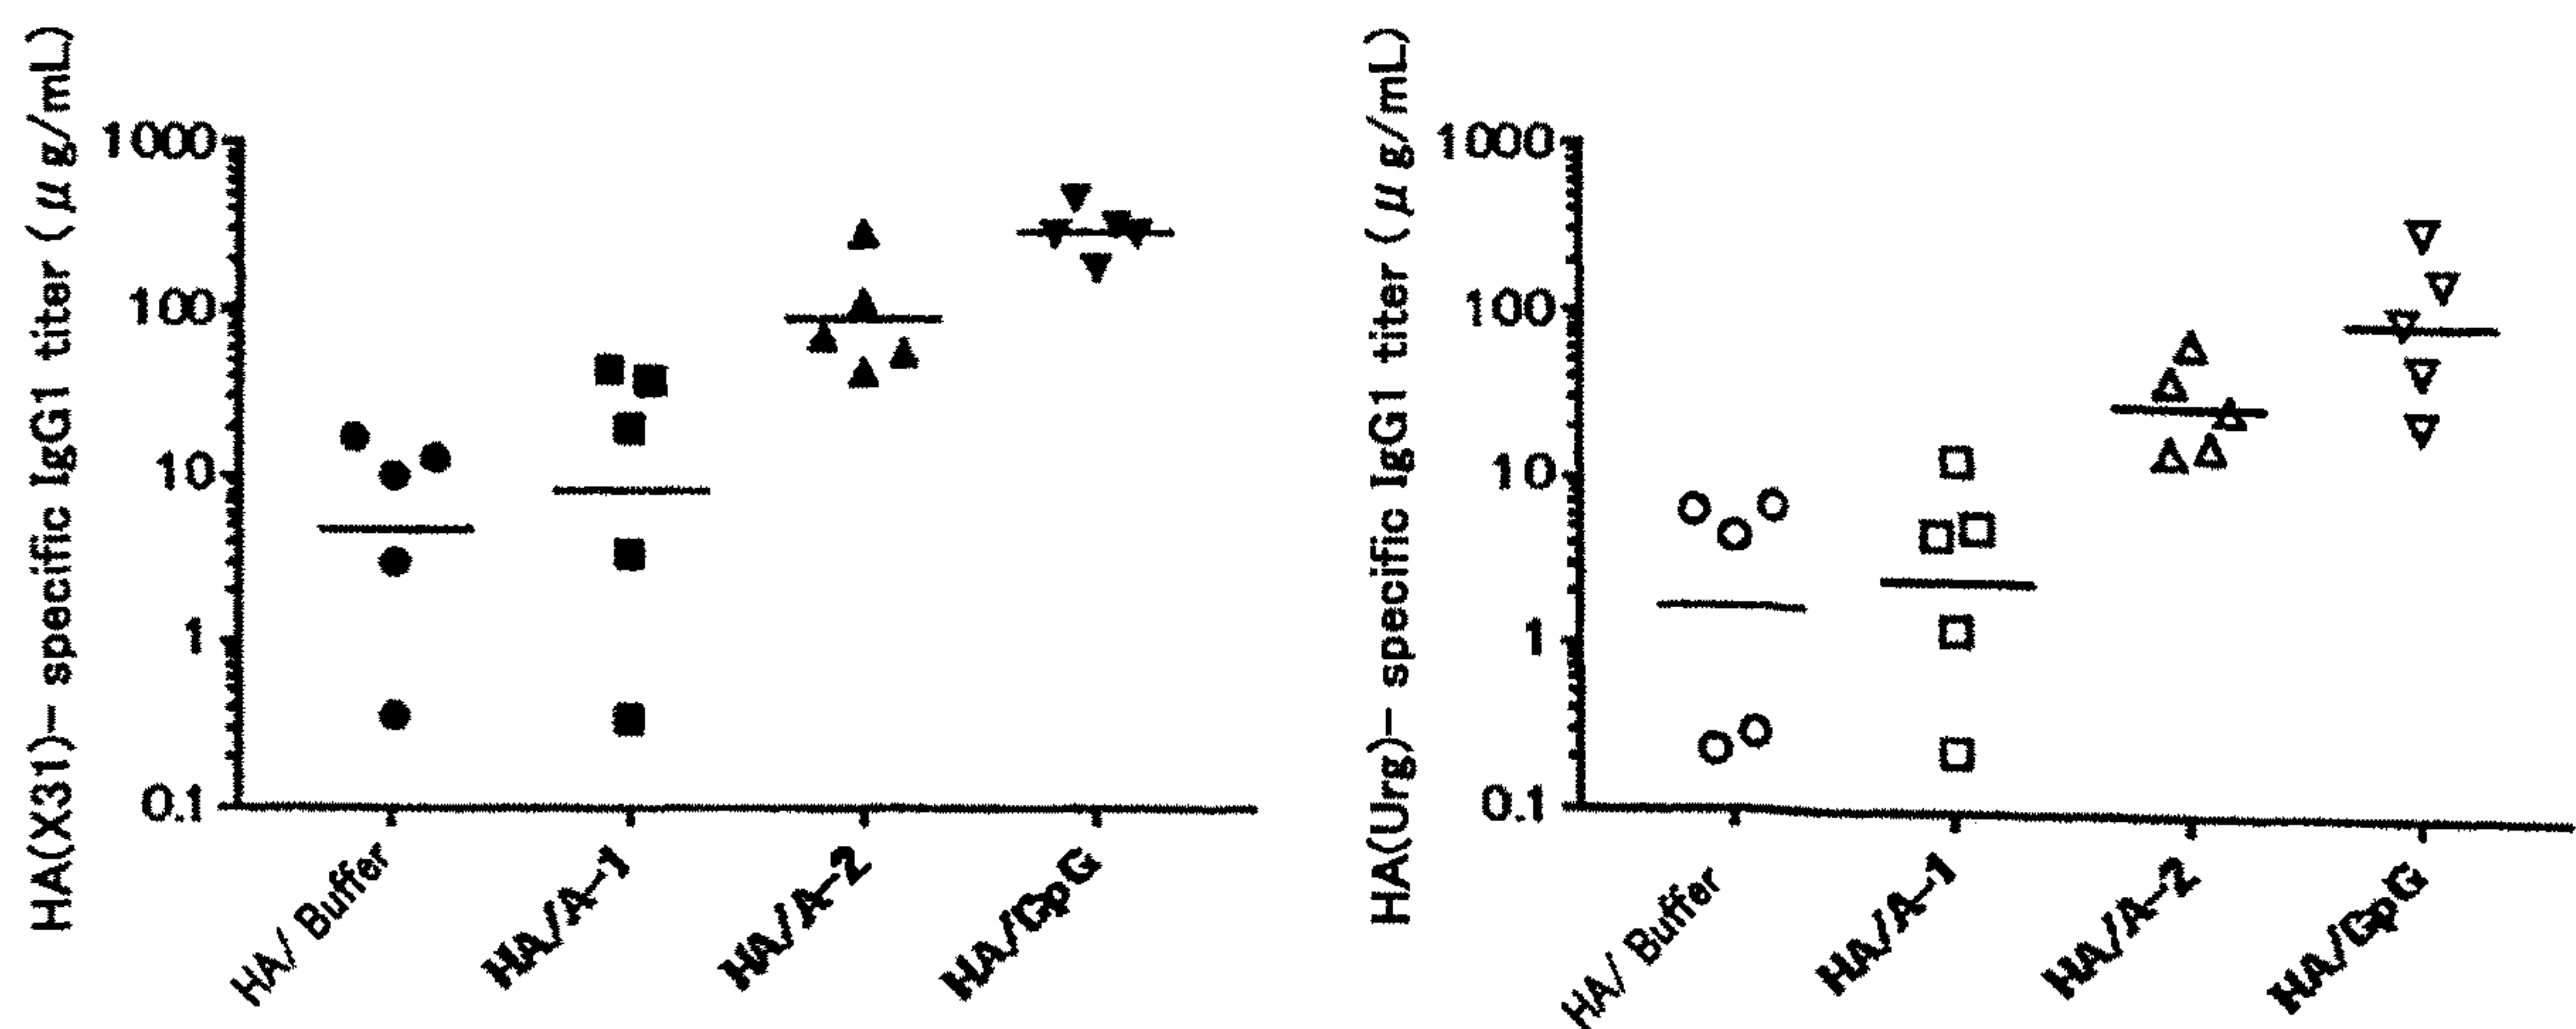 HA(X31)- specific IgG1 titer (μg/mL)
1000
100
10
1
0.1
HA/ Buffer
HA/A-1
HA/A-2
HA/CpG
HA(Urg)- specific IgG1 titer (μg/mL)
1000
100
10
1
0.1
HA/ Buffer
HA/A-1
HA/A-2
HA/CpG